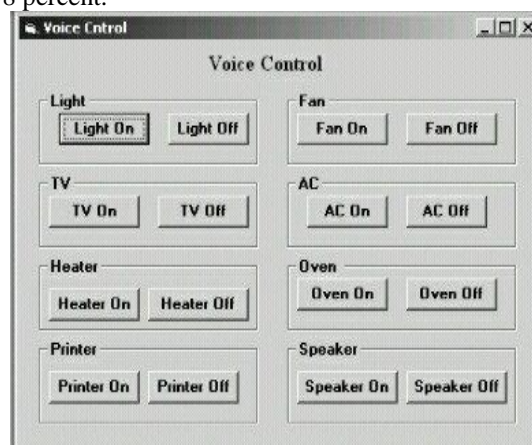 8 percent.
Voice Cntrol
Voice Control
Light Fan
Light On Light Off Fan On Fan Off
TV AC
TV On TV Off AC On AC Off
Heater Oven
Heater On Heater Off Oven On Oven Off
Printer Speaker
Printer On Printer Off Speaker On Speaker Off